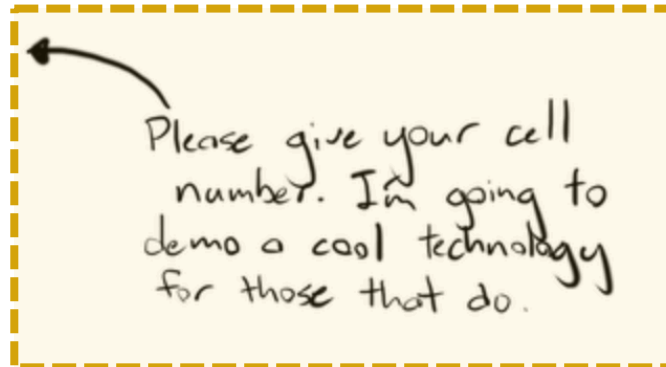 Please give your cell
number. I'm going to
demo a cool technology
for those that do.